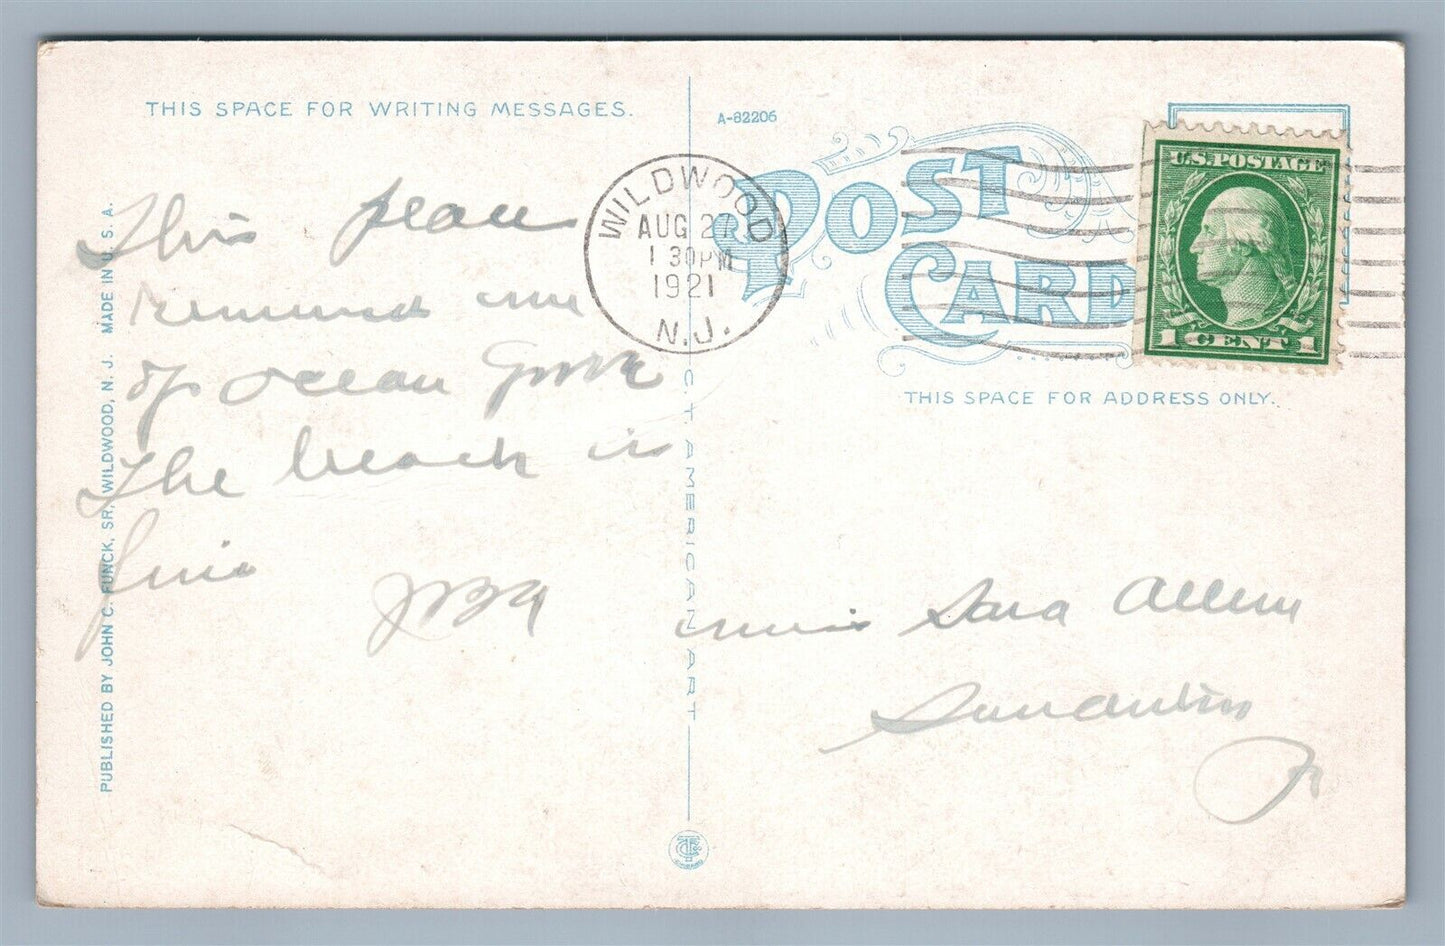 THIS SPACE FOR WRITING MESSAGES.
A-82206
POST
CARD
THIS SPACE FOR ADDRESS ONLY.
U.S. POSTAGE
1 CENT 1
WILDWOOD
AUG 27
1 30 PM
1921
N.J.
This
remind me
of Ocean Grove
The beach is
fine
Miss Sara Allen
PUBLISHED BY JOHN C. FUNCK, SR, WILDWOOD, N. J. MADE IN U. S. A.
C. T. AMERICAN ART